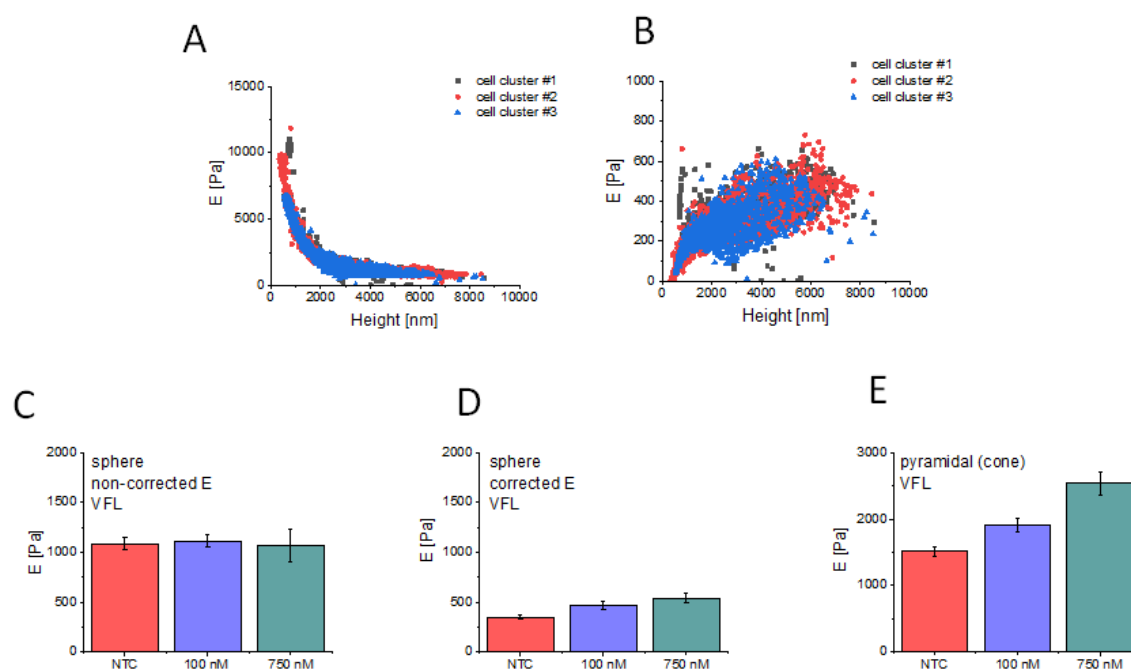 A
cell cluster #1
cell cluster #2
cell cluster #3
15000
10000
5000
0
E [Pa]
0
2000
4000
6000
8000
10000
Height [nm]
B
cell cluster #1
cell cluster #2
cell cluster #3
1000
800
600
400
200
0
E [Pa]
0
2000
4000
6000
8000
10000
Height [nm]
C
sphere
non-corrected E
VFL
2000
1500
1000
500
0
E [Pa]
NTC
100 nM
750 nM
D
sphere
corrected E
VFL
2000
1500
1000
500
0
E [Pa]
NTC
100 nM
750 nM
E
pyramidal (cone)
VFL
3000
2000
1000
0
E [Pa]
NTC
100 nM
750 nM